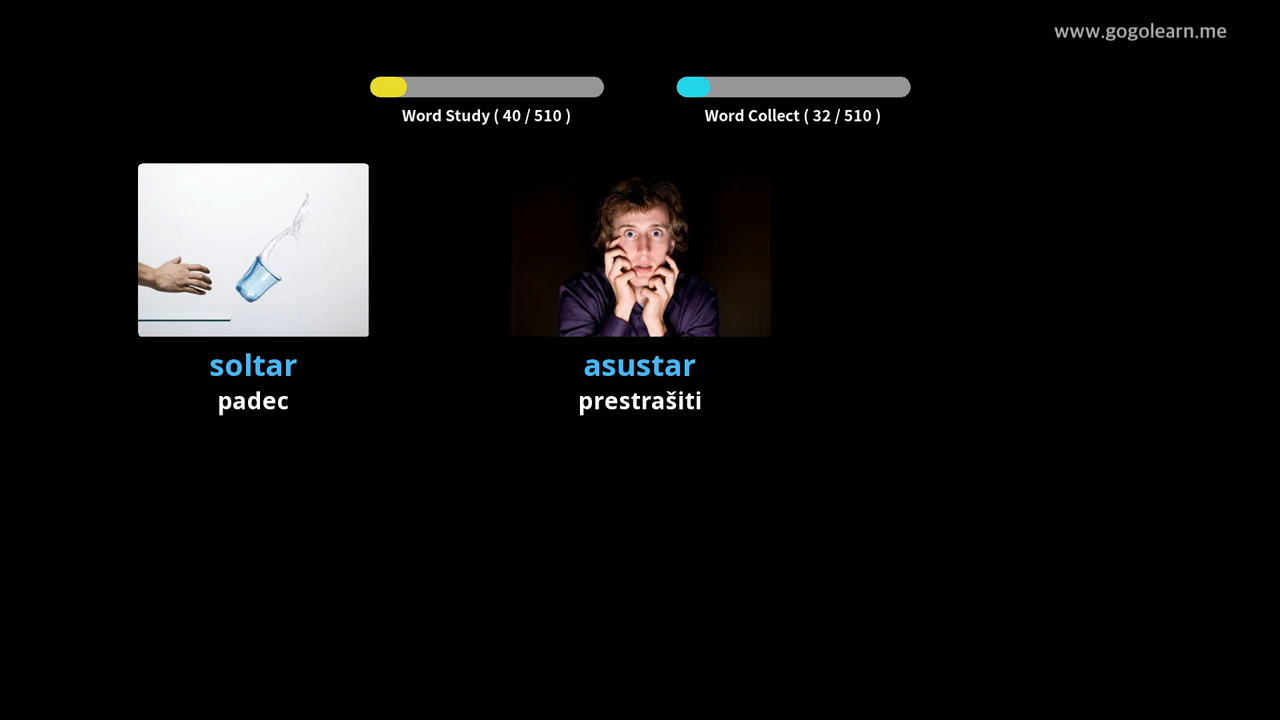 www.gogolearn.me
Word Study ( 40 / 510 )
Word Collect ( 32 / 510 )
soltar
padec
asustar
prestrašiti